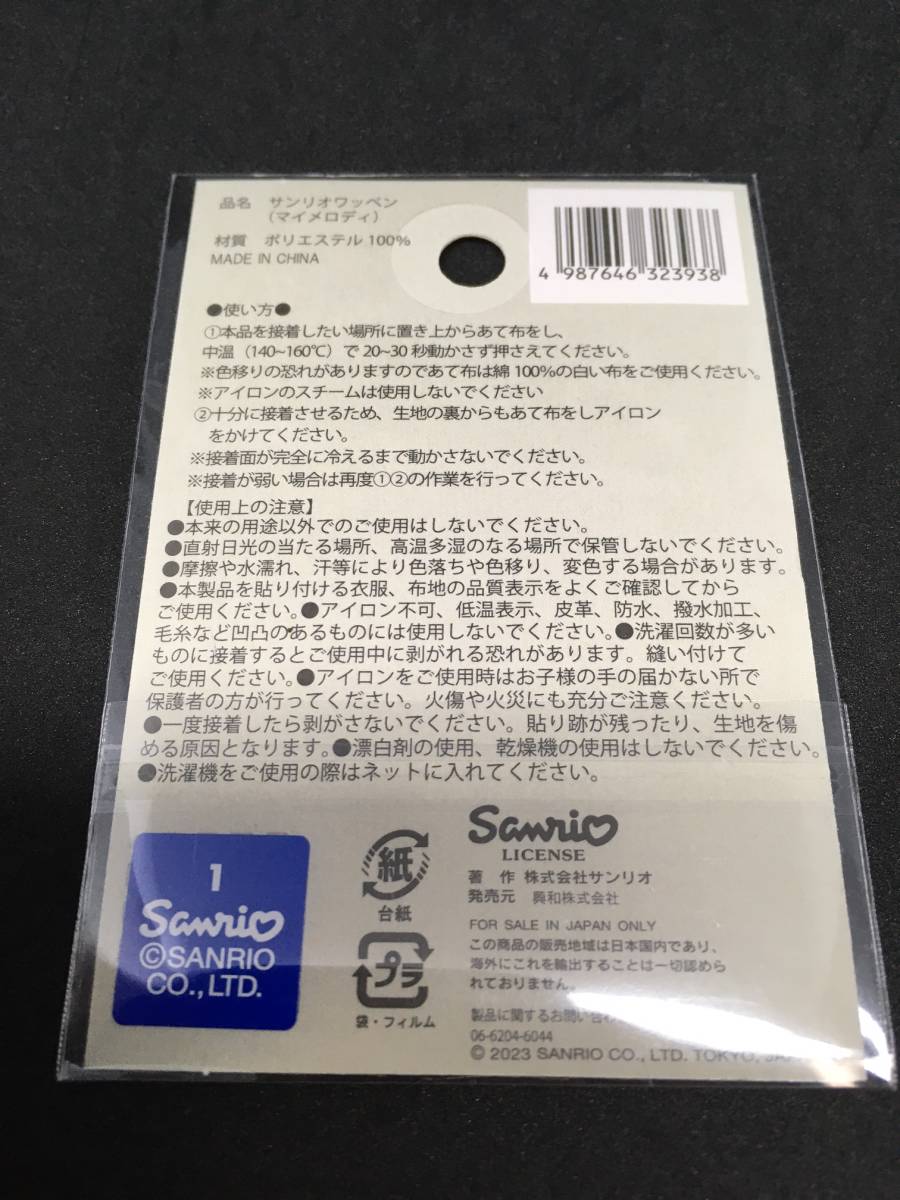 品名 サンリオワッペン
(マイメロディ)
材質 ポリエステル 100%
MADE IN CHINA
4 987646 323938
●使い方●
①本品を接着したい場所に置き上からあて布をし、
中温(140~160℃)で 20~30 秒動かさず押さえてください。
※色移りの恐れがありますのであて布は綿 100%の白い布をご使用ください。
※アイロンのスチームは使用しないでください
②十分に接着させるため、生地の裏からもあて布をしアイロン
をかけてください。
※接着面が完全に冷えるまで動かさないでください。
※接着が弱い場合は再度①②の作業を行ってください。
【使用上の注意】
●本来の用途以外でのご使用はしないでください。
●直射日光の当たる場所、高温多湿のなる場所で保管しないでください。
●摩擦や水濡れ、汗等により色落ちや色移り、変色する場合があります。
●本製品を貼り付ける衣服、布地の品質表示をよくご確認してから
ご使用ください。●アイロン不可、低温表示、皮革、防水、撥水加工、
毛糸など凹凸のあるものには使用しないでください。●洗濯回数が多い
ものに接着するとご使用中に剥がれる恐れがあります。縫い付けて
ご使用ください。●アイロンをご使用時はお子様の手の届かない所で
保護者の方が行ってください。火傷や火災にも充分ご注意ください。
●一度接着したら剥がさないでください。貼り跡が残ったり、生地を傷
める原因となります。●漂白剤の使用、乾燥機の使用はしないでください。
●洗濯機をご使用の際はネットに入れてください。
1
Sanrio
©SANRIO
CO.,LTD.
紙
台紙
プラ
袋・フィルム
Sanrio
LICENSE
著 作 株式会社サンリオ
発売元 興和株式会社
FOR SALE IN JAPAN ONLY
この商品の販売地域は日本国内であり、
海外にこれを輸出することは一切認めら
れておりません。
製品に関するお問い合わ
06-6204-6044
© 2023 SANRIO CO., LTD. TOKYO,